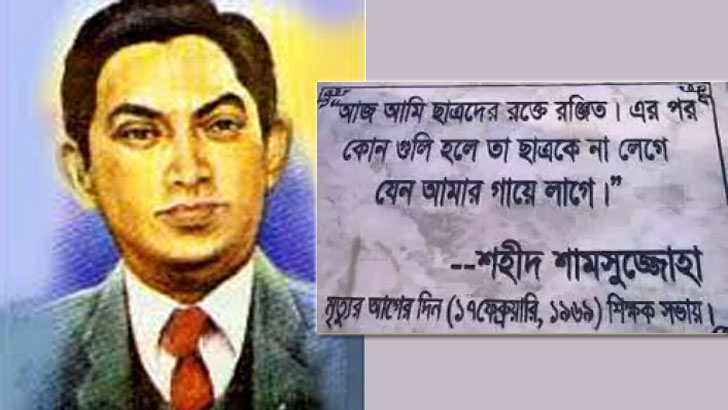 "আজ আমি ছাত্রদের রক্তে রঞ্জিত। এর পর
কোন গুলি হলে তা ছাত্রকে না লেগে
যেন আমার গায়ে লাগে।"
--শহীদ শামসুজ্জোহা
মৃত্যুর আগের দিন (১৭ফেব্রুয়ারি, ১৯৬৯) শিক্ষক সভায়।